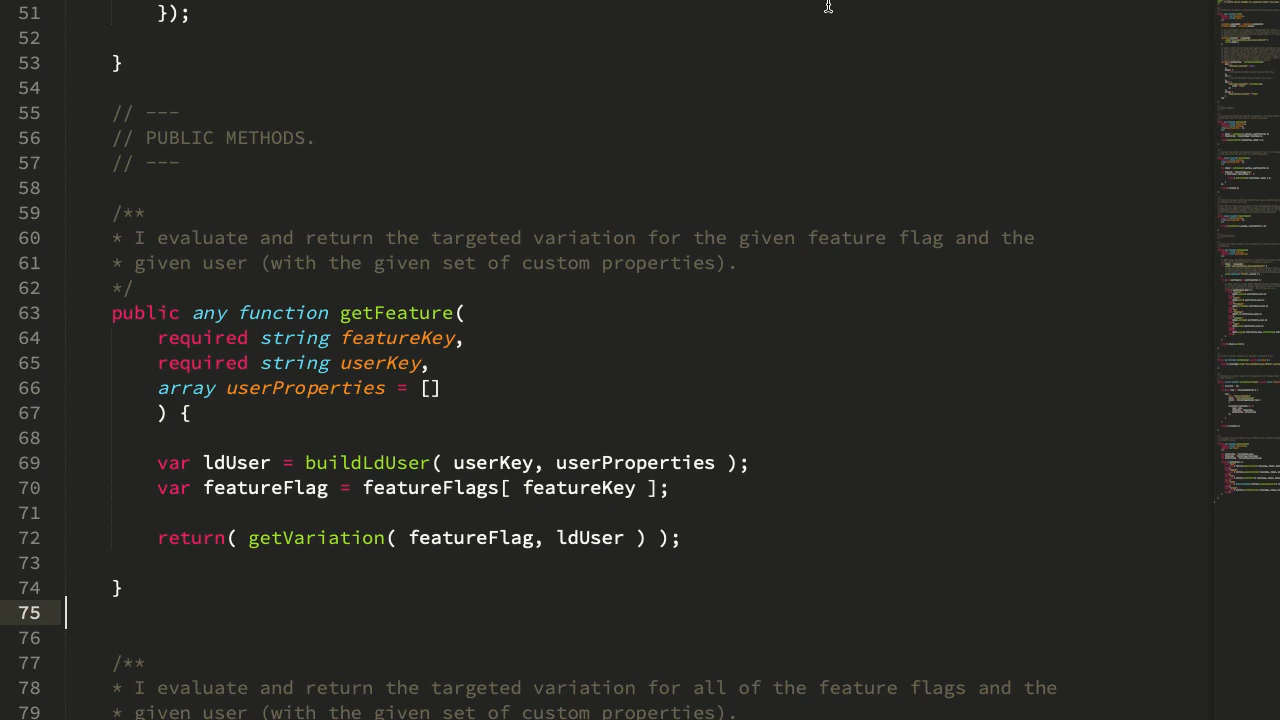 51 });
52
53 }
54
55 // ---
56 // PUBLIC METHODS.
57 // ---
58
59 /**
60 * I evaluate and return the targeted variation for the given feature flag and the
61 * given user (with the given set of custom properties).
62 */
63 public any function getFeature(
64 required string featureKey,
65 required string userKey,
66 array userProperties = []
67 ) {
68
69 var ldUser = buildLdUser( userKey, userProperties );
70 var featureFlag = featureFlags[ featureKey ];
71
72 return( getVariation( featureFlag, ldUser ) );
73
74 }
75
76
77 /**
78 * I evaluate and return the targeted variation for all of the feature flags and the
79 * given user (with the given set of custom properties).